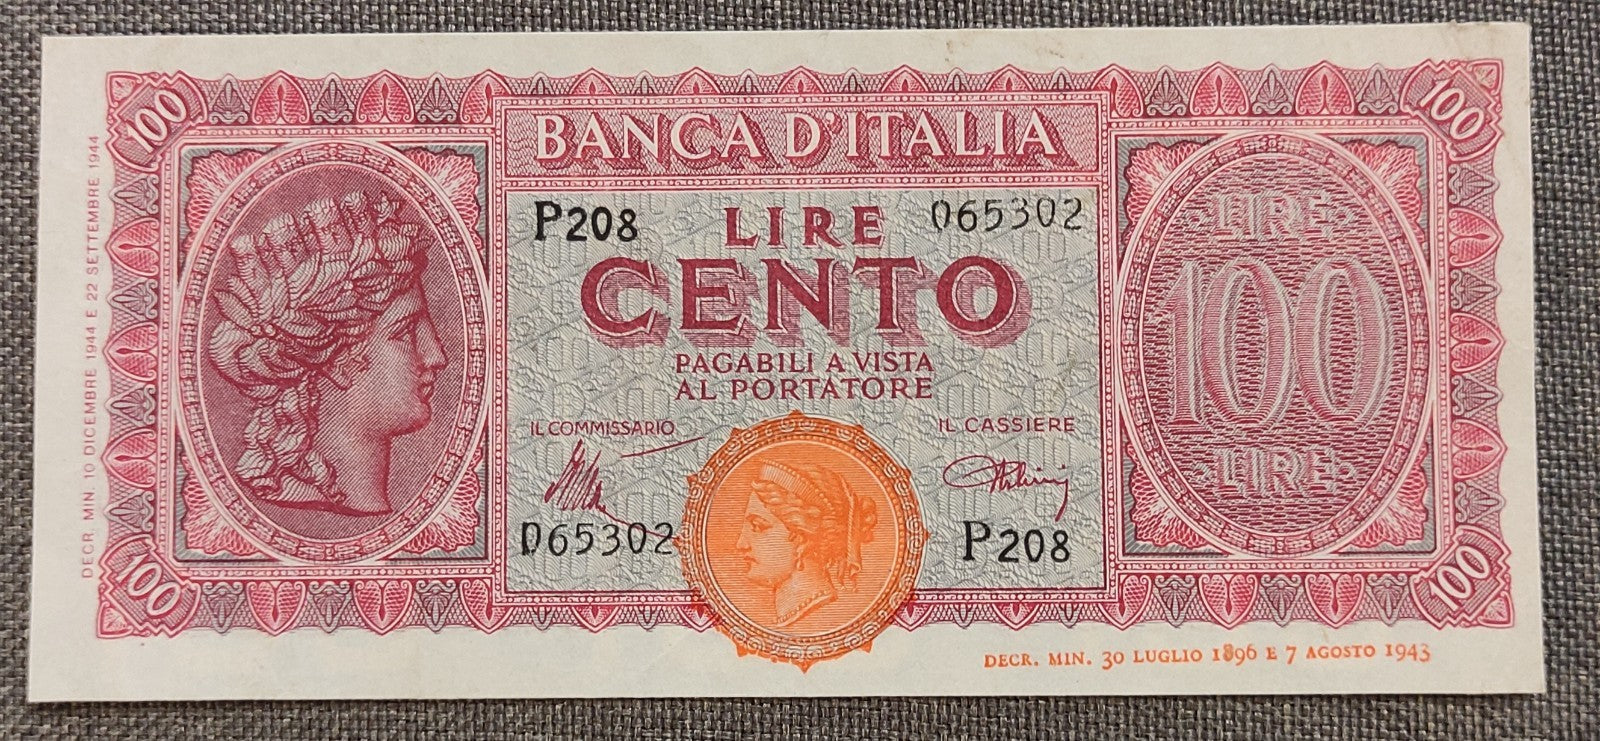 100
100
BANCA D'ITALIA
P208
LIRE
065302
CENTO
PAGABILI A VISTA
AL PORTATORE
IL COMMISSARIO
IL CASSIERE
065302
P208
LIRE
100
LIRE
100
100
DECR. MIN. 10 DICEMBRE 1944 E 22 SETTEMBRE 1944
DECR. MIN. 30 LUGLIO 1896 E 7 AGOSTO 1943